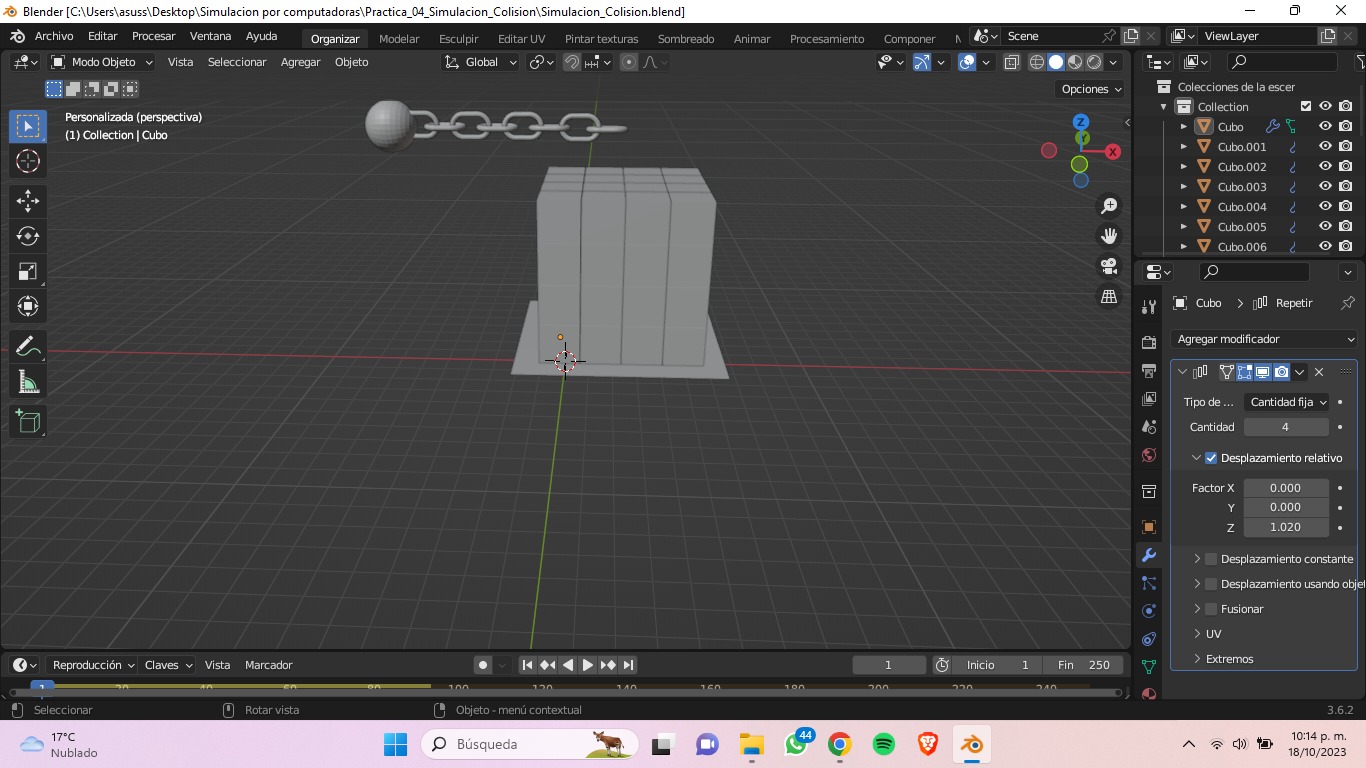 Blender [C:\Users\asuss\Desktop\Simulacion por computadoras\Practica_04_Simulacion_Colision\Simulacion_Colision.blend]
Archivo Editar Procesar Ventana Ayuda Organizar Modelar Esculpir Editar UV Pintar texturas Sombreado Animar Procesamiento Componer Scene ViewLayer
Modo Objeto Vista Seleccionar Agregar Objeto Global
Opciones
Personalizada (perspectiva)
(1) Collection | Cubo
Z
Y
X
Colecciones de la escer
Collection
Cubo
Cubo.001
Cubo.002
Cubo.003
Cubo.004
Cubo.005
Cubo.006
Cubo > Repetir
Agregar modificador
Tipo de ... Cantidad fija
Cantidad 4
Desplazamiento relativo
Factor X 0.000
Y 0.000
Z 1.020
Desplazamiento constante
Desplazamiento usando obje
Fusionar
UV
Extremos
Reproducción Claves Vista Marcador 1 Inicio 1 Fin 250
1 20 40 60 80 100 120 140 160 180 200 220 240
Seleccionar Rotar vista Objeto - menú contextual 3.6.2
17°C
Nublado
Búsqueda
44
10:14 p. m.
18/10/2023